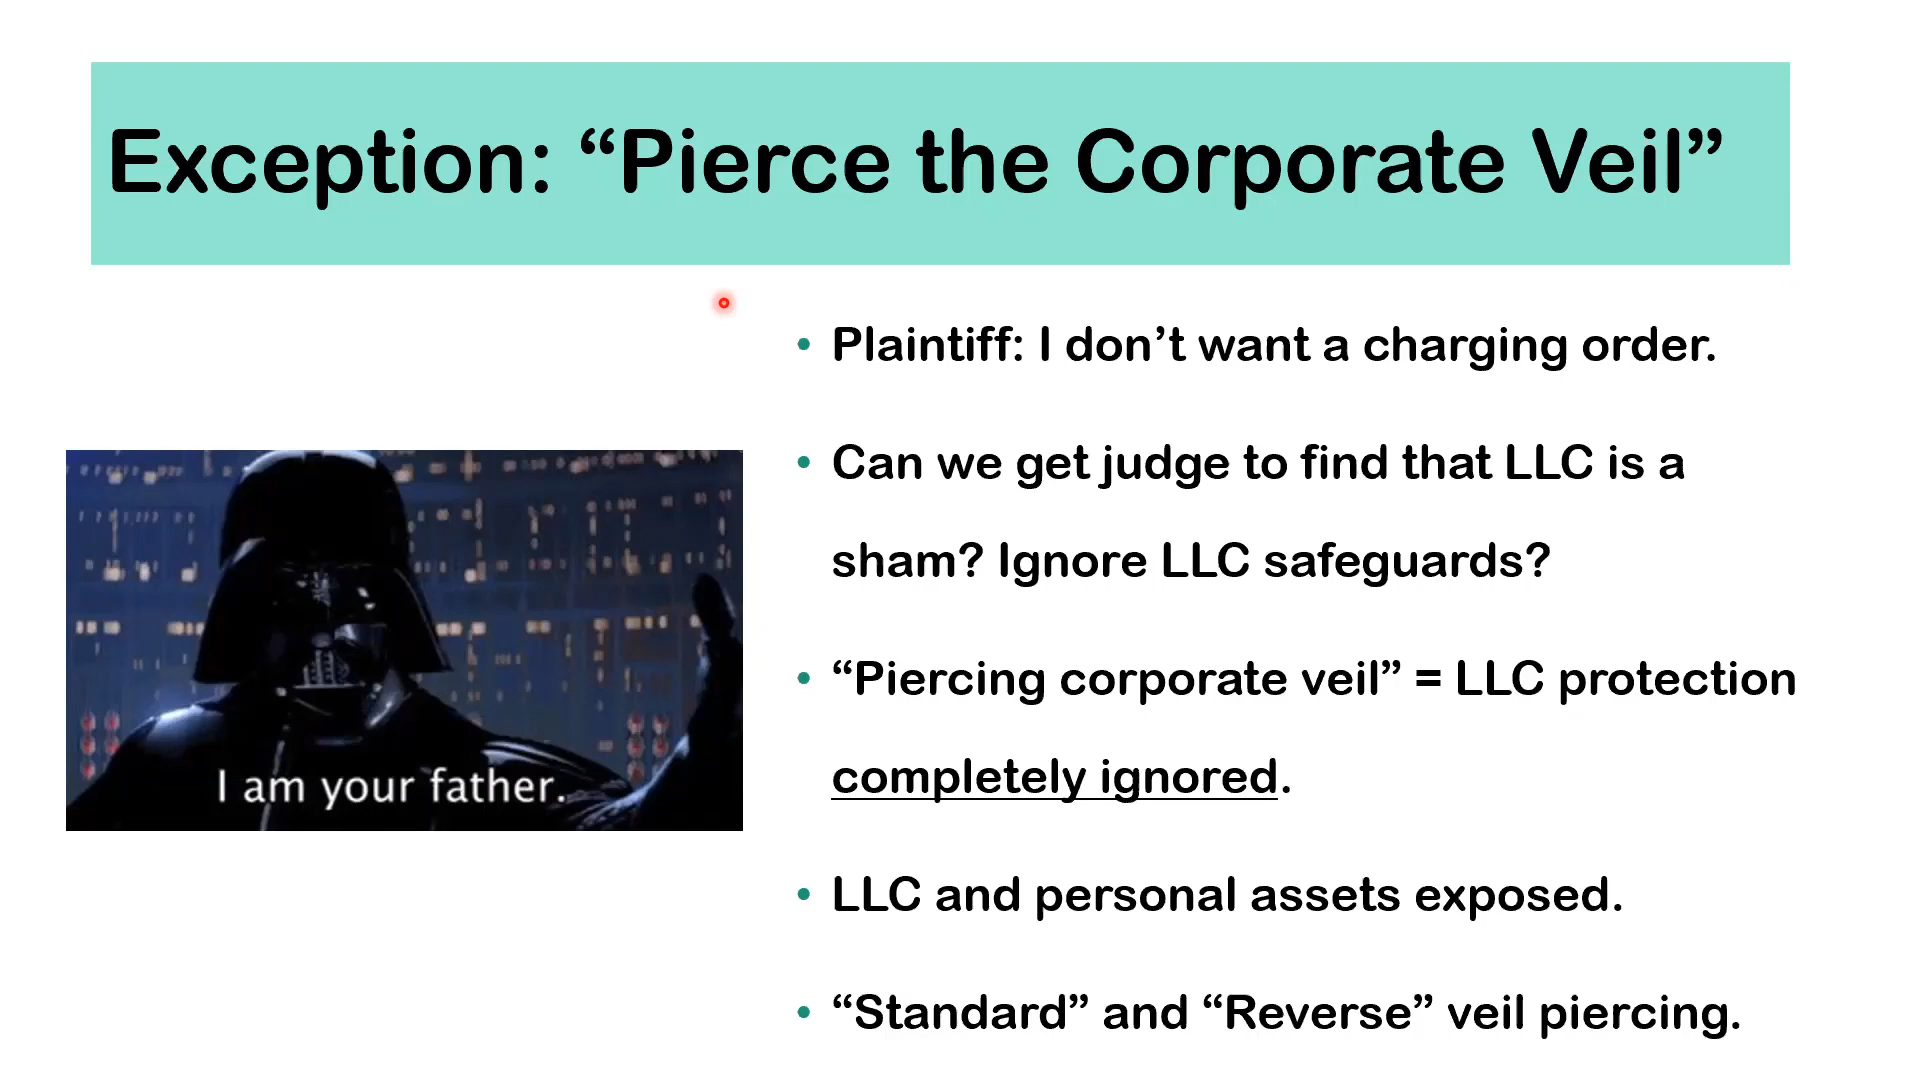 Exception: “Pierce the Corporate Veil”
• Plaintiff: I don’t want a charging order.
• Can we get judge to find that LLC is a
sham? Ignore LLC safeguards?
• “Piercing corporate veil” = LLC protection
completely ignored.
• LLC and personal assets exposed.
• “Standard” and “Reverse” veil piercing.
I am your father.